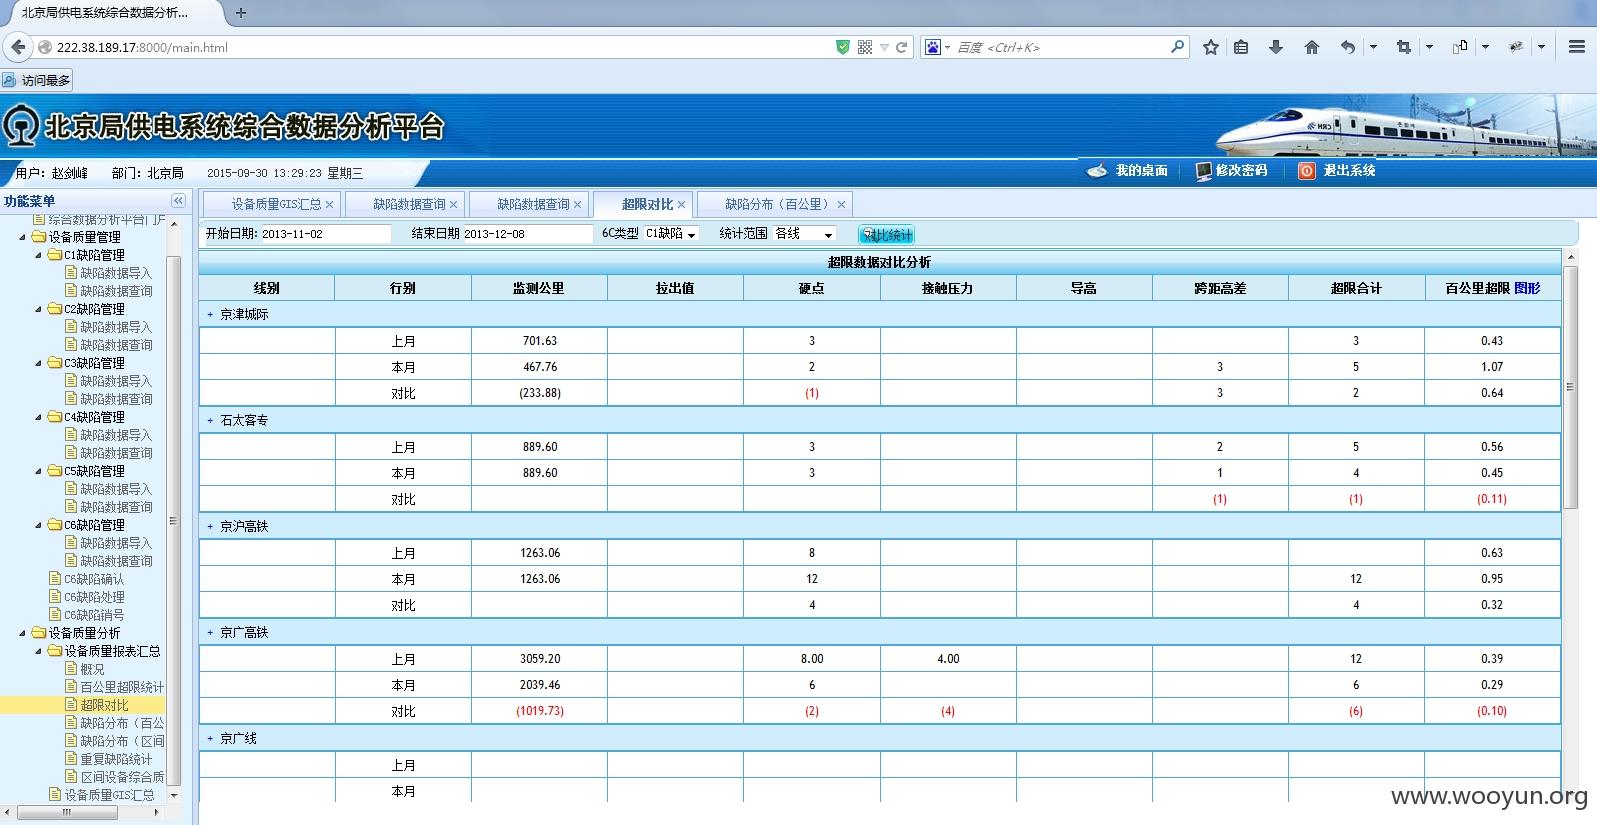 北京局供电系统综合数据分析...
222.38.189.17:8000/main.html
百度 <Ctrl+K>
访问最多
北京局供电系统综合数据分析平台
CRH
用户: 赵剑峰 部门: 北京局 2015-09-30 13:29:23 星期三 我的桌面 修改密码 退出系统
功能菜单
综合数据分析平台门户
设备质量管理
C1缺陷管理
缺陷数据导入
缺陷数据查询
C2缺陷管理
缺陷数据导入
缺陷数据查询
C3缺陷管理
缺陷数据导入
缺陷数据查询
C4缺陷管理
缺陷数据导入
缺陷数据查询
C5缺陷管理
缺陷数据导入
缺陷数据查询
C6缺陷管理
缺陷数据导入
缺陷数据查询
C6缺陷确认
C6缺陷处理
C6缺陷销号
设备质量分析
设备质量报表汇总
概况
百公里超限统计
超限对比
缺陷分布（百公
缺陷分布（区间
重复缺陷统计
区间设备综合质
设备质量GIS汇总
设备质量GIS汇总 缺陷数据查询 缺陷数据查询 超限对比 缺陷分布（百公里）
开始日期: 2013-11-02 结束日期 2013-12-08 6C类型 C1缺陷 统计范围 各线 对比统计
超限数据对比分析
线别 行别 监测公里 拉出值 硬点 接触压力 导高 跨距高差 超限合计 百公里超限 图形
+ 京津城际
上月 701.63 3 3 0.43
本月 467.76 2 3 5 1.07
对比 (233.88) (1) 3 2 0.64
+ 石太客专
上月 889.60 3 2 5 0.56
本月 889.60 3 1 4 0.45
对比 (1) (1) (0.11)
+ 京沪高铁
上月 1263.06 8 0.63
本月 1263.06 12 12 0.95
对比 4 4 0.32
+ 京广高铁
上月 3059.20 8.00 4.00 12 0.39
本月 2039.46 6 6 0.29
对比 (1019.73) (2) (4) (6) (0.10)
+ 京广线
上月
本月
www.wooyun.org